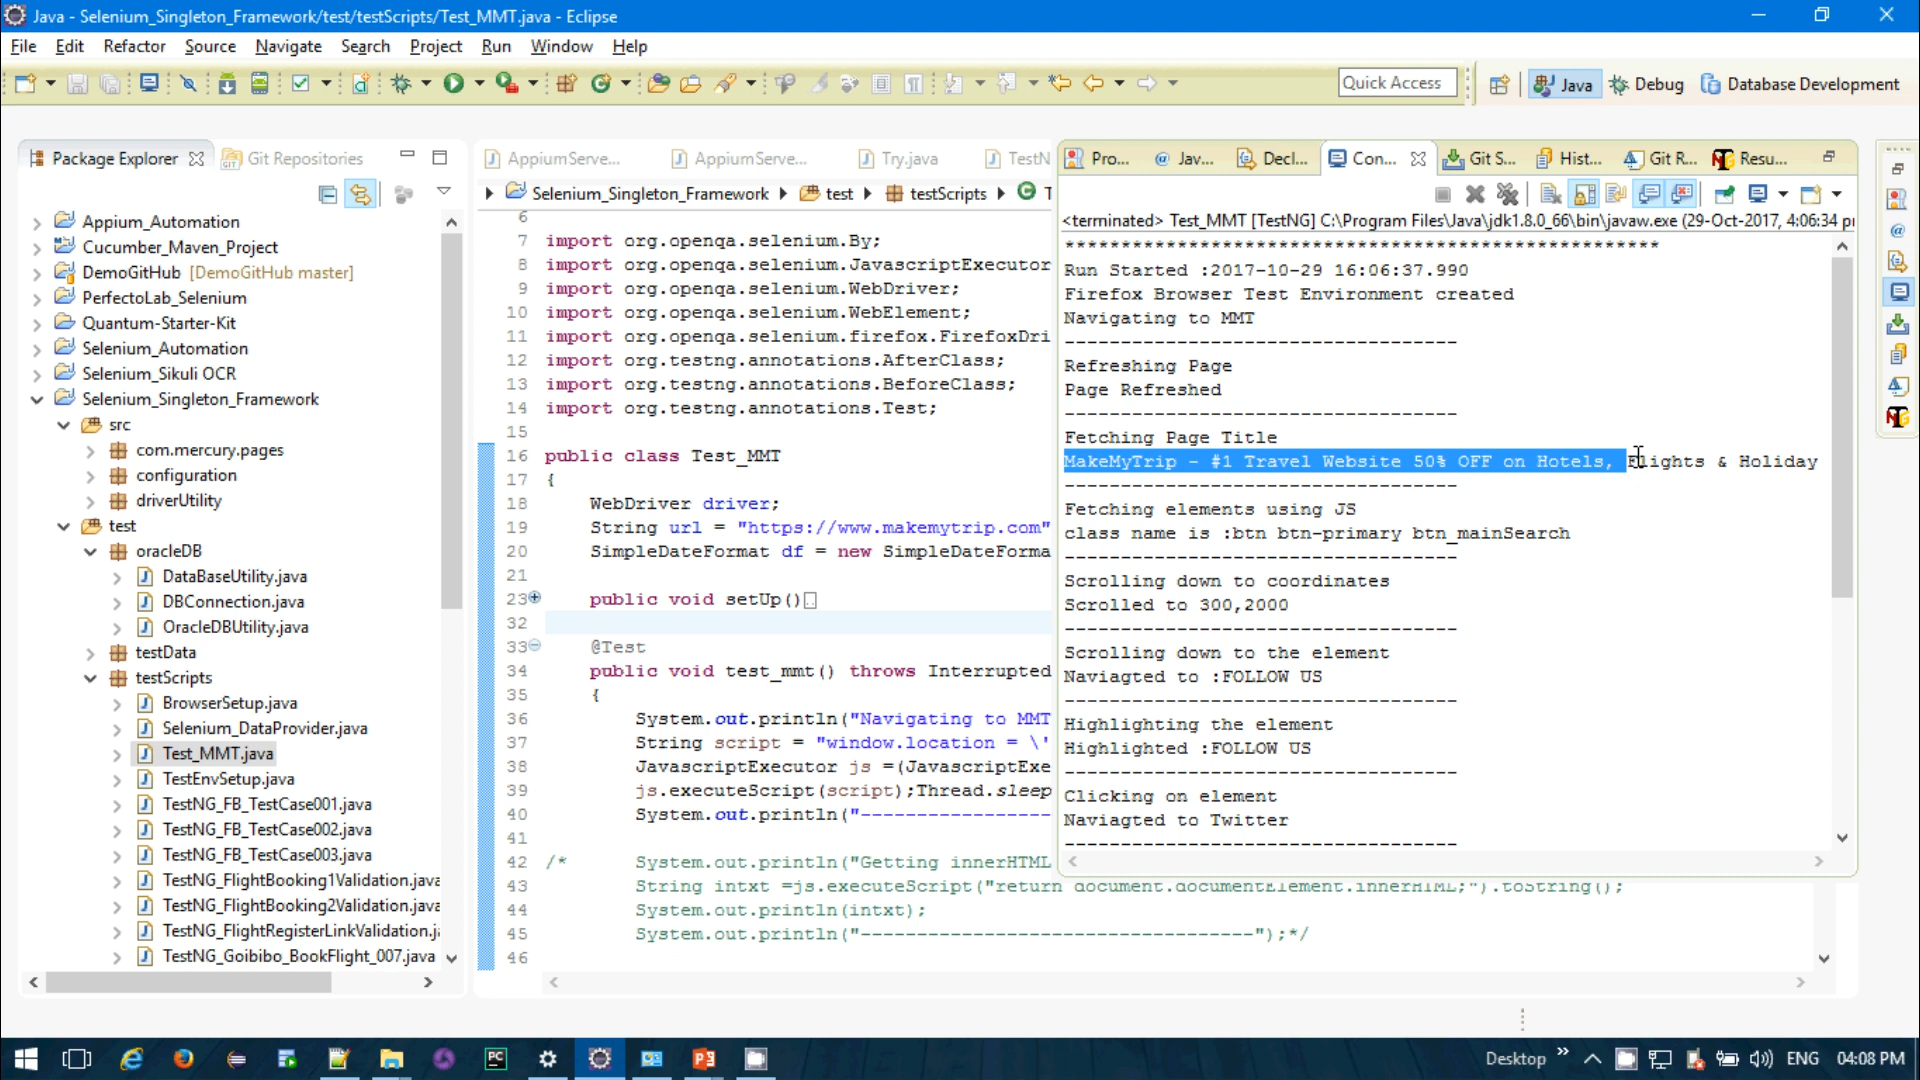 Java - Selenium_Singleton_Framework/test/testScripts/Test_MMT.java - Eclipse
File Edit Refactor Source Navigate Search Project Run Window Help
Quick Access
Java
Debug
Database Development
Package Explorer
Git Repositories
Appium_Automation
Cucumber_Maven_Project
DemoGitHub [DemoGitHub master]
PerfectoLab_Selenium
Quantum-Starter-Kit
Selenium_Automation
Selenium_Sikuli OCR
Selenium_Singleton_Framework
src
com.mercury.pages
configuration
driverUtility
test
oracleDB
DataBaseUtility.java
DBConnection.java
OracleDBUtility.java
testData
testScripts
BrowserSetup.java
Selenium_DataProvider.java
Test_MMT.java
TestEnvSetup.java
TestNG_FB_TestCase001.java
TestNG_FB_TestCase002.java
TestNG_FB_TestCase003.java
TestNG_FlightBooking1Validation.java
TestNG_FlightBooking2Validation.java
TestNG_FlightRegisterLinkValidation.j
TestNG_Goibibo_BookFlight_007.java
AppiumServe...
AppiumServe...
Try.java
TestN
Selenium_Singleton_Framework
test
testScripts
6
7 import org.openqa.selenium.By;
8 import org.openqa.selenium.JavascriptExecutor
9 import org.openqa.selenium.WebDriver;
10 import org.openqa.selenium.WebElement;
11 import org.openqa.selenium.firefox.FirefoxDri
12 import org.testng.annotations.AfterClass;
13 import org.testng.annotations.BeforeClass;
14 import org.testng.annotations.Test;
15
16 public class Test_MMT
17 {
18 WebDriver driver;
19 String url = "https://www.makemytrip.com"
20 SimpleDateFormat df = new SimpleDateForma
21
23 public void setUp()
32
33 @Test
34 public void test_mmt() throws Interrupted
35 {
36 System.out.println("Navigating to MMT
37 String script = "window.location = \'
38 JavascriptExecutor js =(JavascriptExe
39 js.executeScript(script);Thread.sleep
40 System.out.println("-----------------
41
42 /* System.out.println("Getting innerHTML
43 String intxt =js.executeScript("return document.documentElement.innerHTML;").toString();
44 System.out.println(intxt);
45 System.out.println("-----------------------------------");*/
46
Pro... @ Jav... Decl... Con... Git S... Hist... Git R... Resu...
<terminated> Test_MMT [TestNG] C:\Program Files\Java\jdk1.8.0_66\bin\javaw.exe (29-Oct-2017, 4:06:34 p
*****************************************************
Run Started :2017-10-29 16:06:37.990
Firefox Browser Test Environment created
Navigating to MMT
-----------------------------------
Refreshing Page
Page Refreshed
-----------------------------------
Fetching Page Title
MakeMyTrip - #1 Travel Website 50% OFF on Hotels, Flights & Holiday
-----------------------------------
Fetching elements using JS
class name is :btn btn-primary btn_mainSearch
-----------------------------------
Scrolling down to coordinates
Scrolled to 300,2000
-----------------------------------
Scrolling down to the element
Naviagted to :FOLLOW US
-----------------------------------
Highlighting the element
Highlighted :FOLLOW US
-----------------------------------
Clicking on element
Naviagted to Twitter
-----------------------------------
Desktop
ENG
04:08 PM